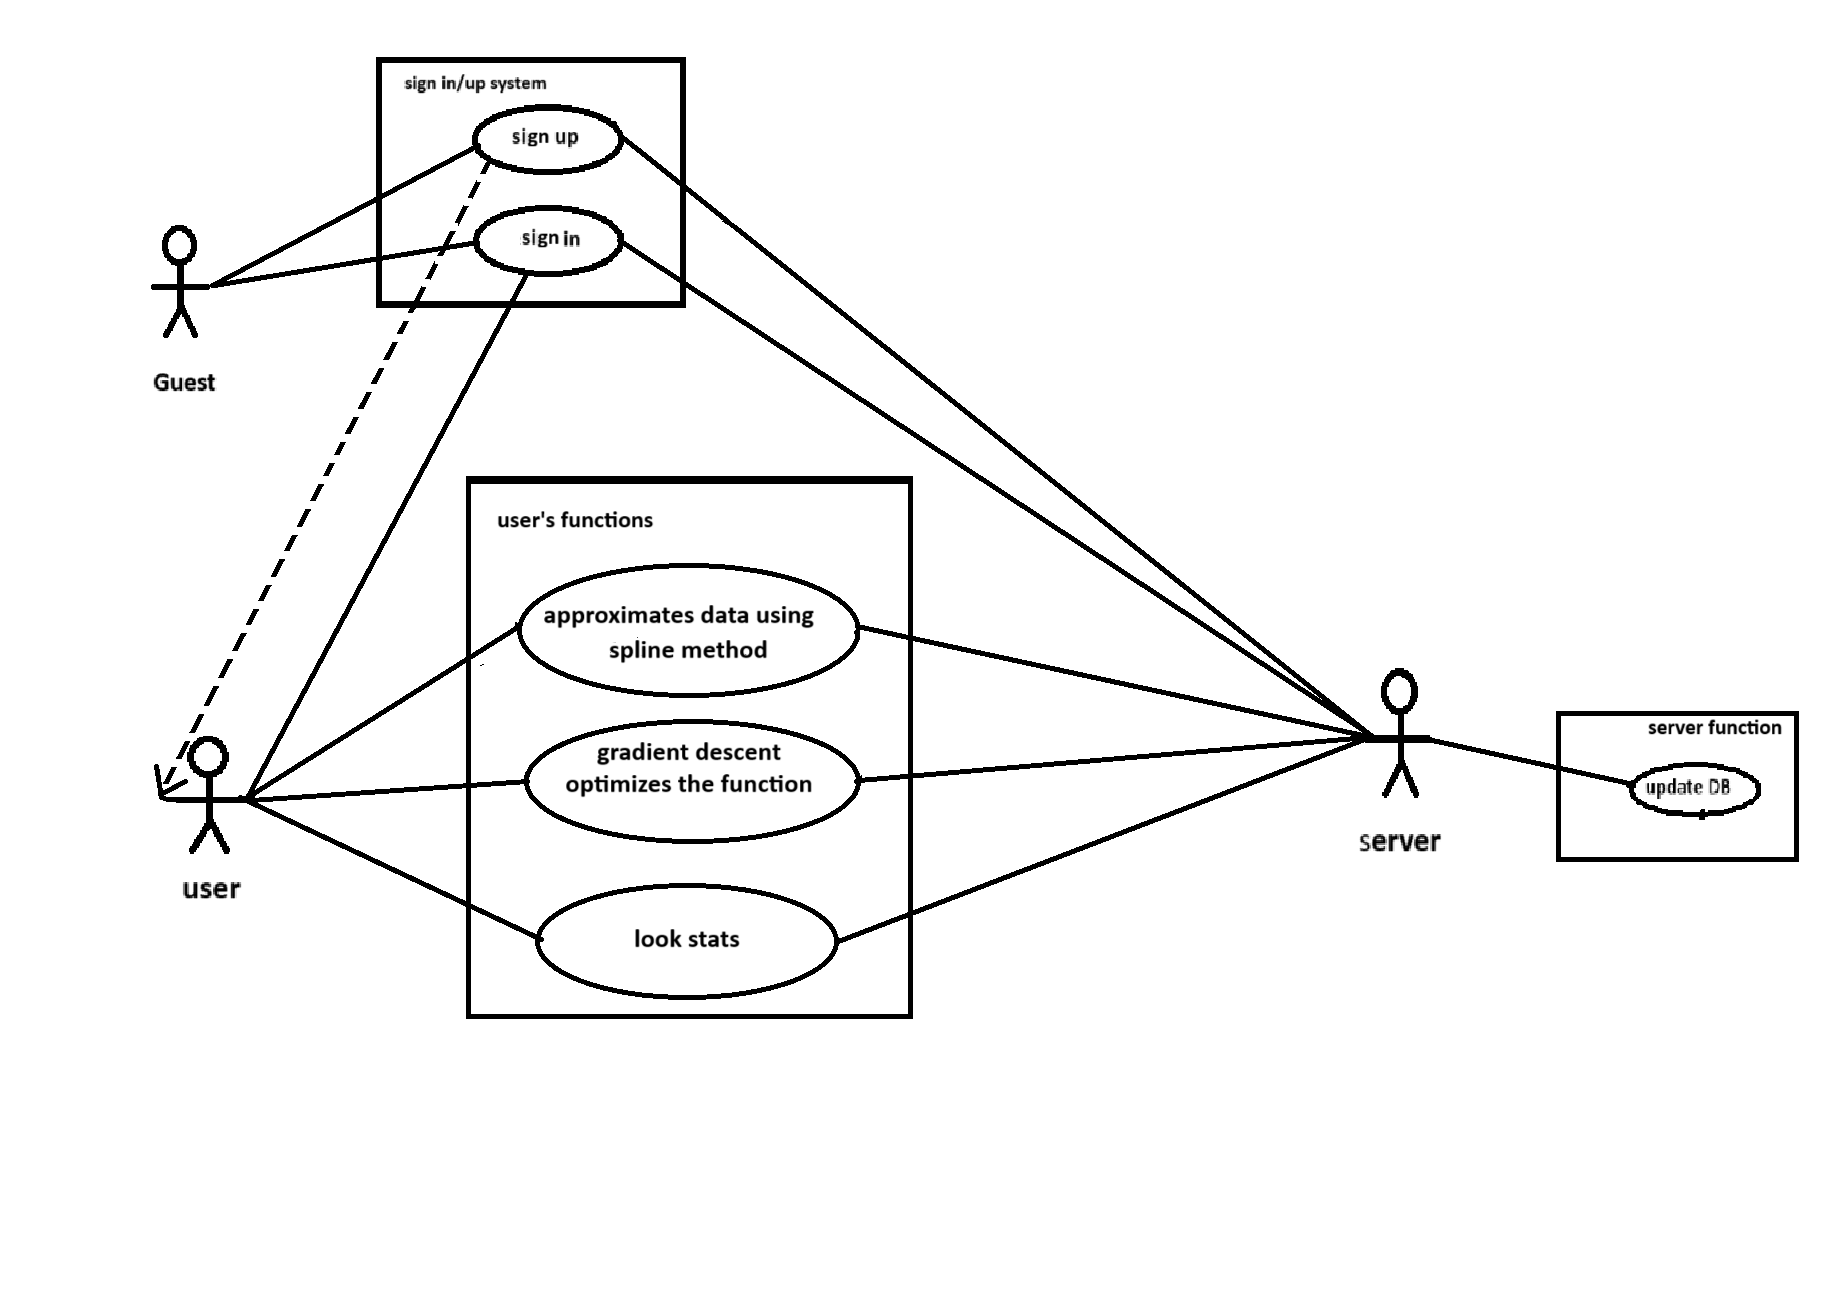 sign in/up system
sign up
sign in
Guest
user's functions
approximates data using
spline method
gradient descent
optimizes the function
look stats
user
server
server function
update DB